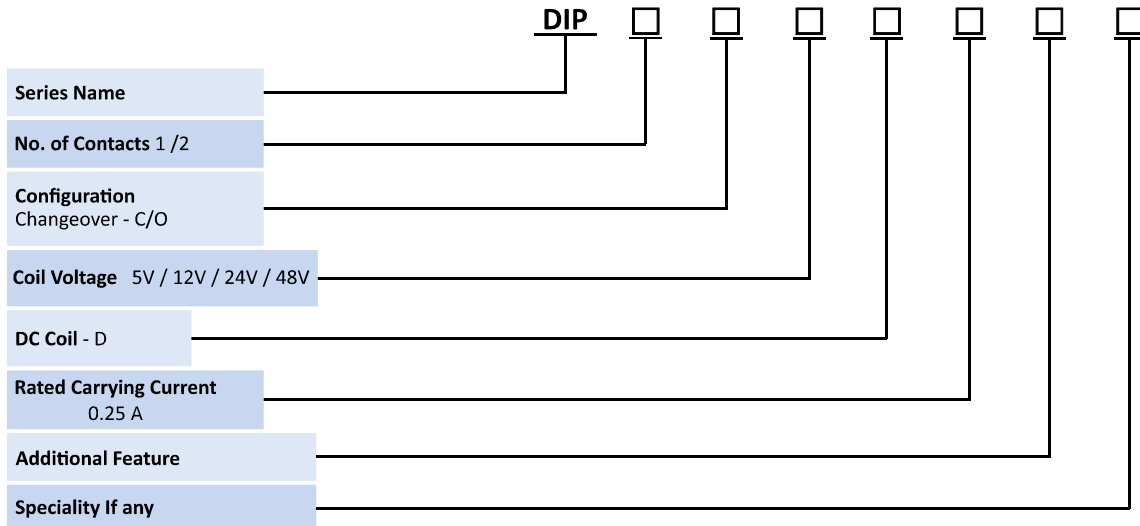 DIP □ □ □ □ □ □ □
Series Name
No. of Contacts 1 /2
Configuration
Changeover - C/O
Coil Voltage 5V / 12V / 24V / 48V
DC Coil - D
Rated Carrying Current
0.25 A
Additional Feature
Speciality If any